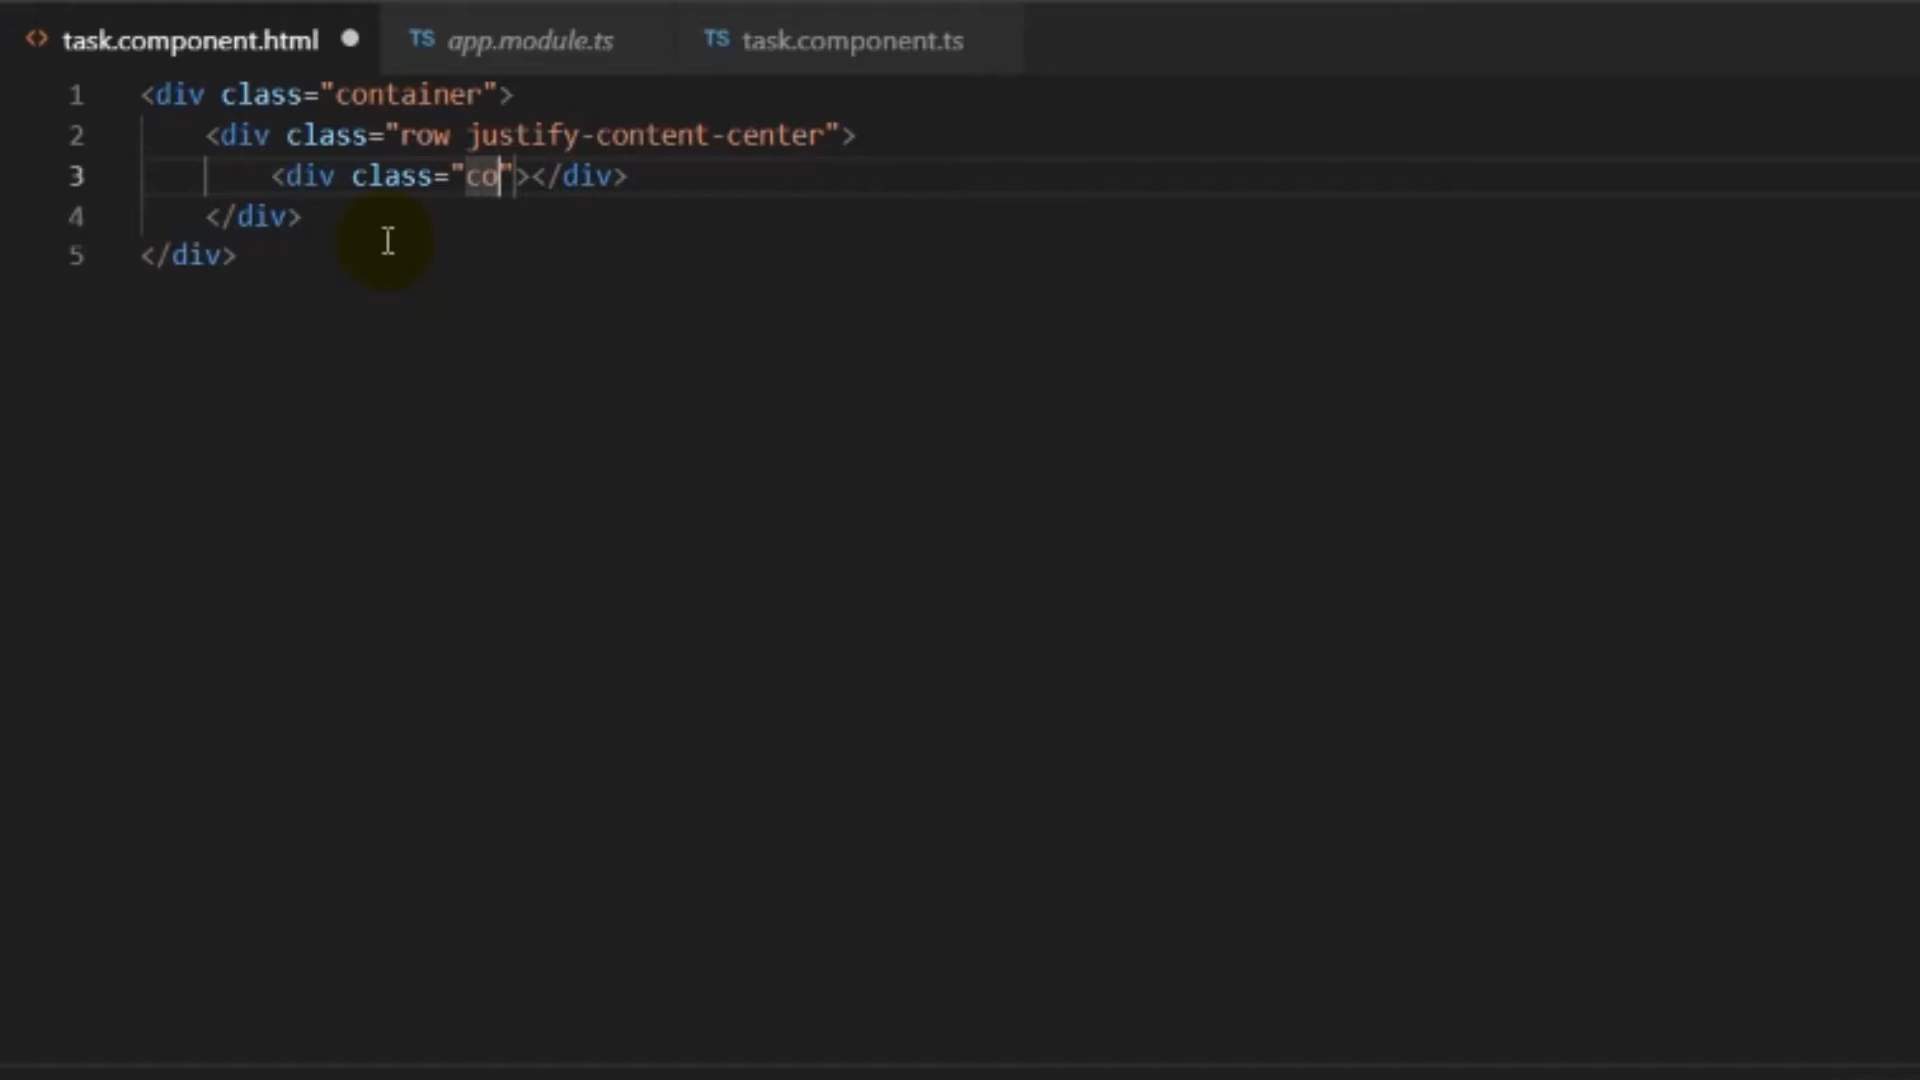 <> task.component.html TS app.module.ts TS task.component.ts
1 <div class="container">
2 <div class="row justify-content-center">
3 <div class="co"></div>
4 </div>
5 </div>